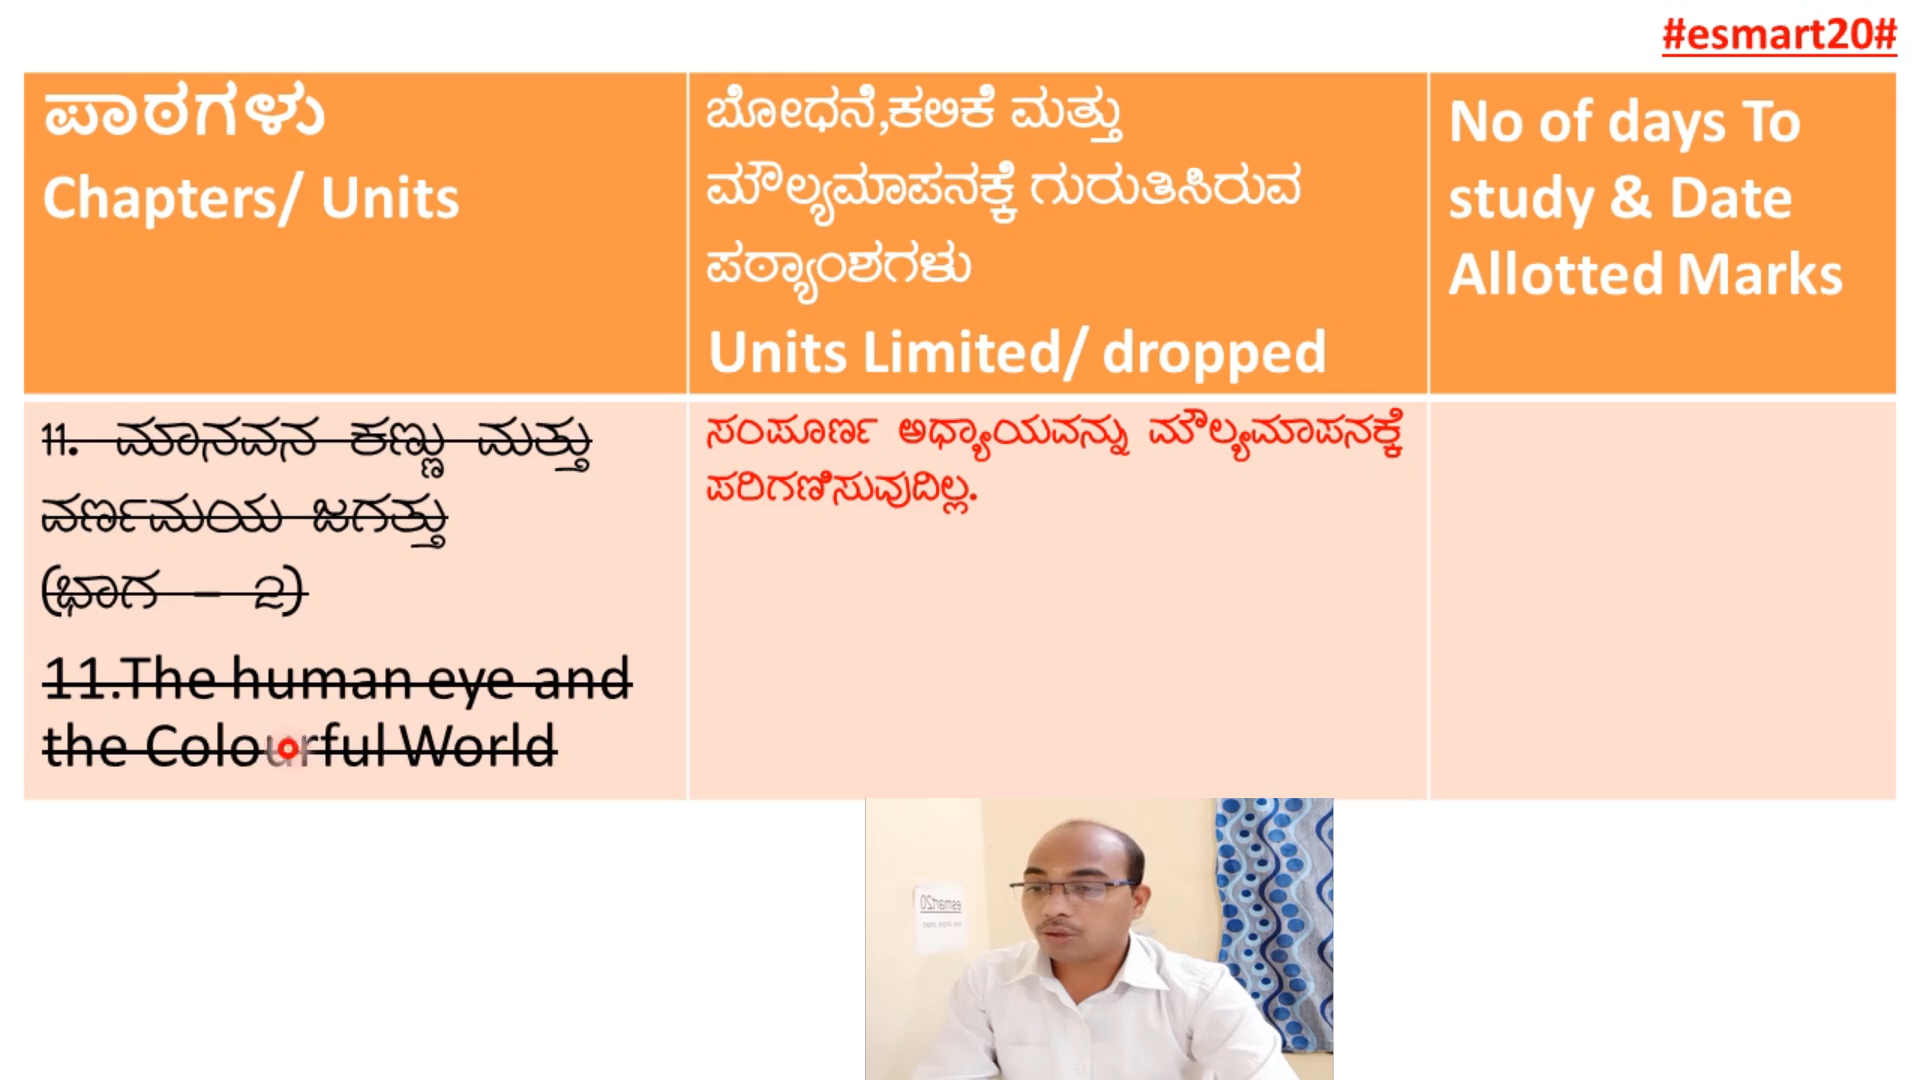 #esmart20#
ಪಾಠಗಳು
Chapters/ Units
ಬೋಧನೆ,ಕಲಿಕೆ ಮತ್ತು
ಮೌಲ್ಯಮಾಪನಕ್ಕೆ ಗುರುತಿಸಿರುವ
ಪಠ್ಯಾಂಶಗಳು
Units Limited/ dropped
No of days To
study & Date
Allotted Marks
11. ಮಾನವನ ಕಣ್ಣು ಮತ್ತು
ವರ್ಣಮಯ ಜಗತ್ತು
(ಭಾಗ – 2)
11.The human eye and
the Colourful World
ಸಂಪೂರ್ಣ ಅಧ್ಯಾಯವನ್ನು ಮೌಲ್ಯಮಾಪನಕ್ಕೆ
ಪರಿಗಣಿಸುವುದಿಲ್ಲ.
esmart20